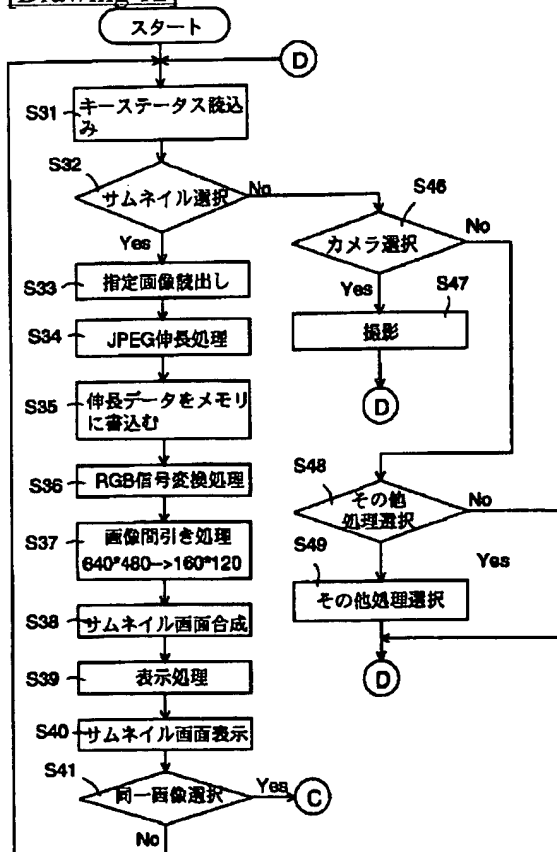 スタート
D
S31
キーステータス読込
み
S32
サムネイル選択
No
Yes
S33
指定画像読出し
S34
JPEG伸長処理
S35
伸長データをメモリ
に書込む
S36
RGB信号変換処理
S37
画像間引き処理
640*480-->160*120
S38
サムネイル画面合成
S39
表示処理
S40
サムネイル画面表示
S41
同一画像選択
Yes
C
No
S46
カメラ選択
No
Yes
S47
撮影
D
S48
その他
処理選択
No
Yes
S49
その他処理選択
D